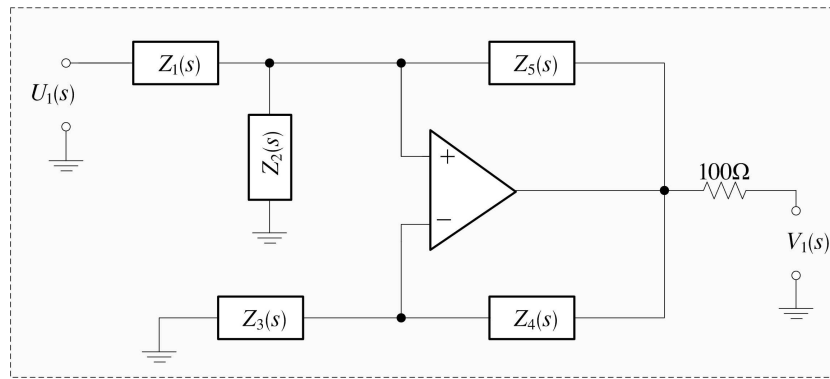 Z₁(s)
Z₅(s)
U₁(s)
Z₂(s)
+
100Ω
−
V₁(s)
Z₃(s)
Z₄(s)